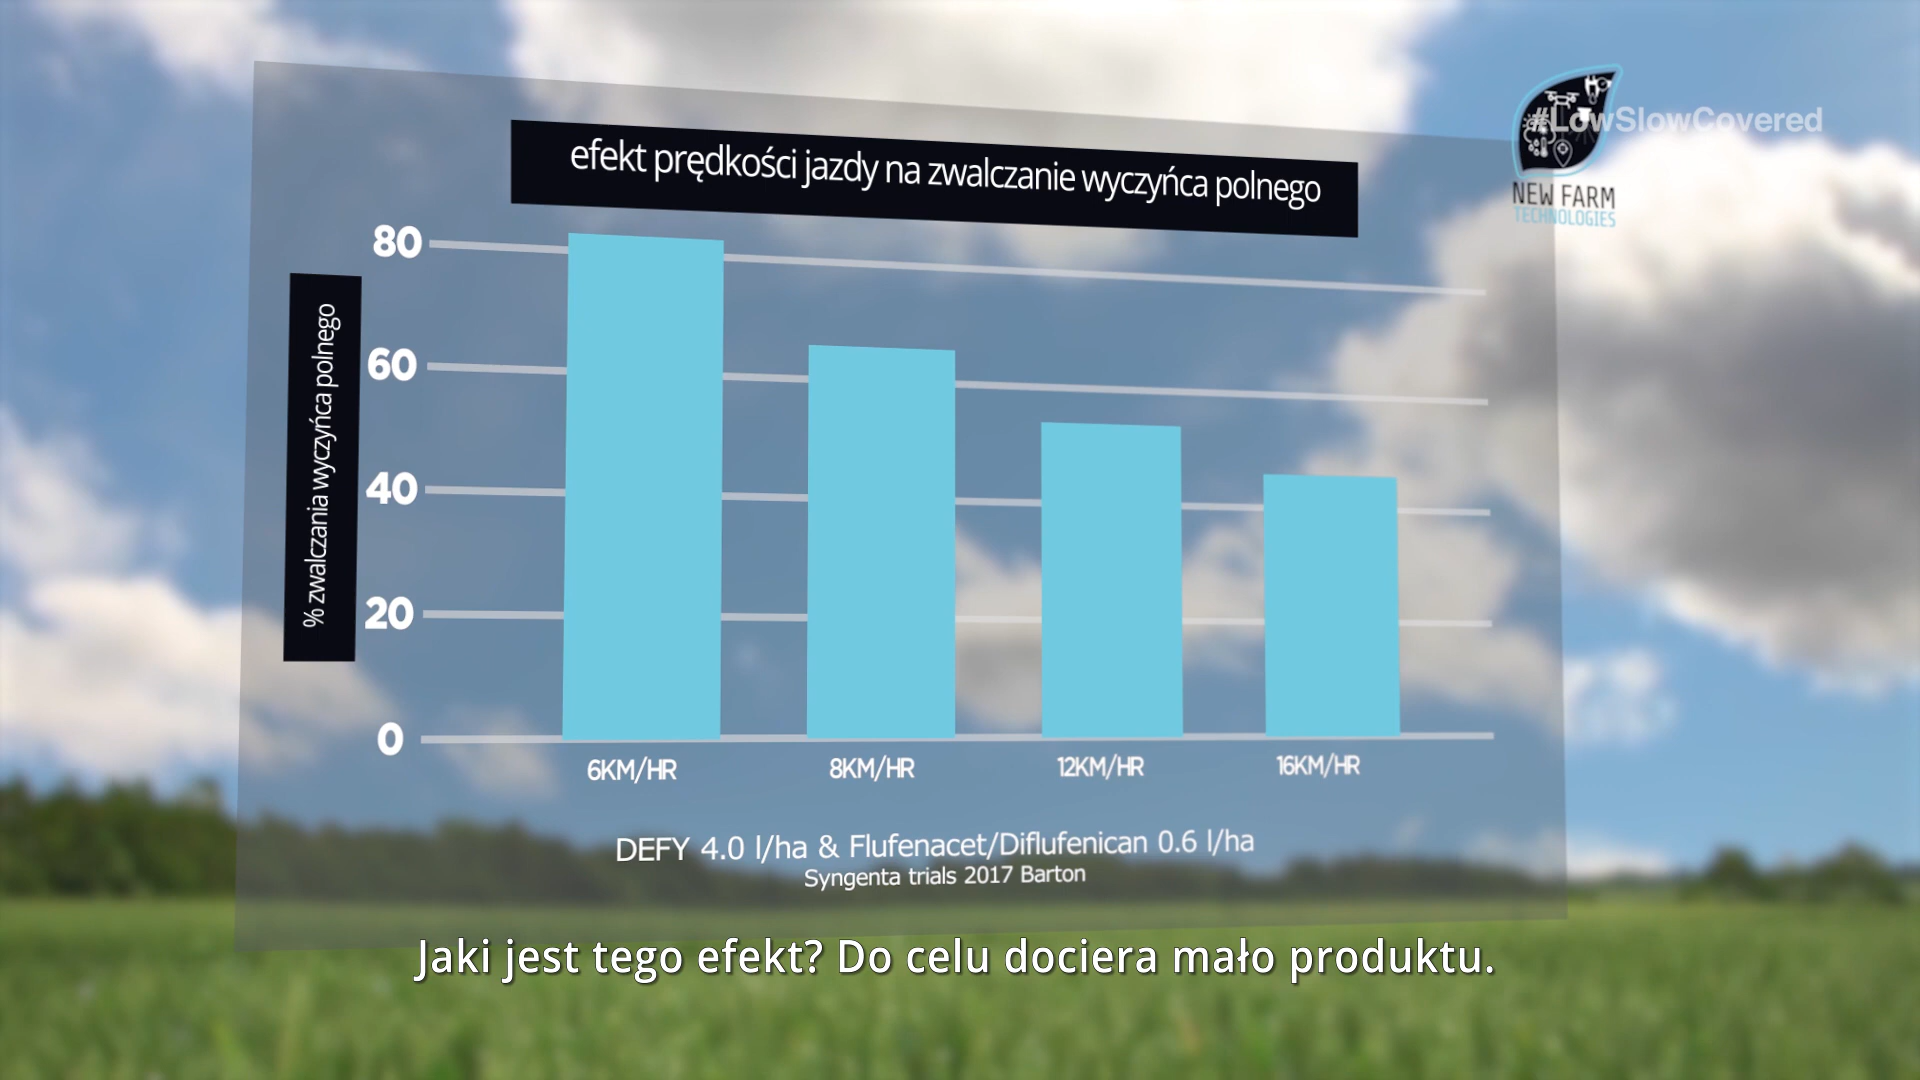 #LowSlowCovered
NEW FARM
TECHNOLOGIES
efekt prędkości jazdy na zwalczanie wyczyńca polnego
% zwalczania wyczyńca polnego
80
60
40
20
0
6KM/HR
8KM/HR
12KM/HR
16KM/HR
DEFY 4.0 l/ha & Flufenacet/Diflufenican 0.6 l/ha
Syngenta trials 2017 Barton
Jaki jest tego efekt? Do celu dociera mało produktu.